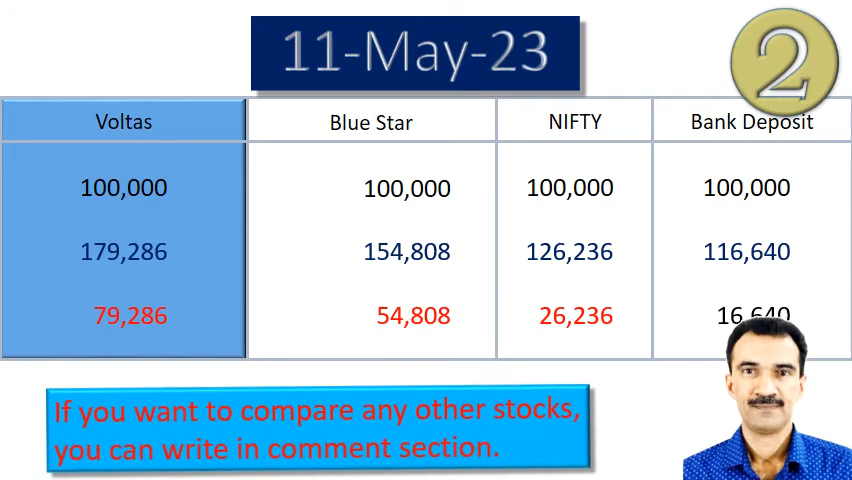 11-May-23
2
Voltas Blue Star NIFTY Bank Deposit
100,000 100,000 100,000 100,000
179,286 154,808 126,236 116,640
79,286 54,808 26,236 16,640
If you want to compare any other stocks,
you can write in comment section.